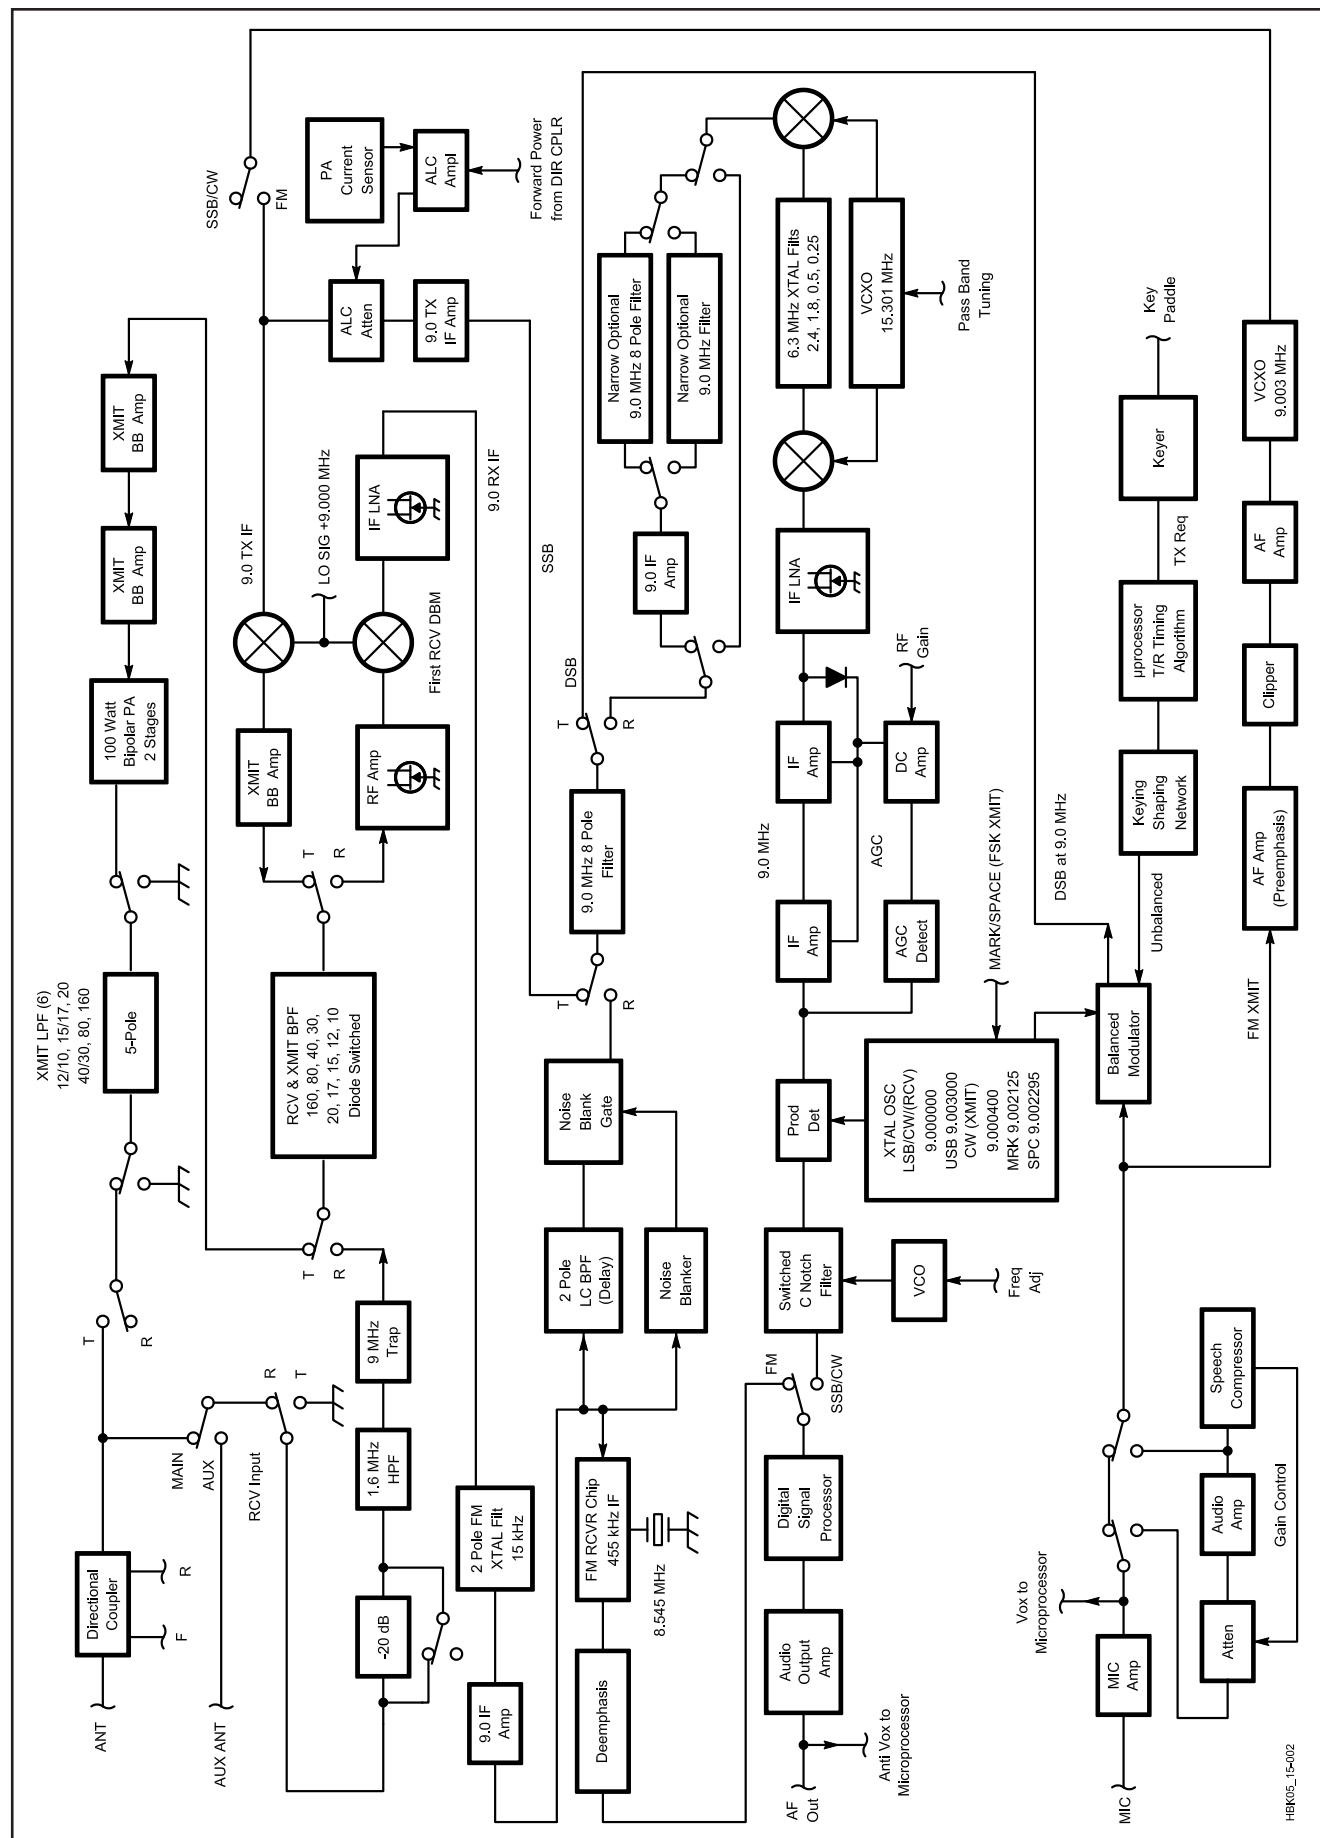 ANT
Directional
Coupler
F
R
T
R
XMIT LPF (6)
12/10, 15/17, 20
40/30, 80, 160
5-Pole
100 Watt
Bipolar PA
2 Stages
XMIT
BB Amp
XMIT
BB Amp
AUX ANT
MAIN
AUX
RCV Input
R
T
-20 dB
1.6 MHz
HPF
9 MHz
Trap
T
R
RCV & XMIT BPF
160, 80, 40, 30,
20, 17, 15, 12, 10
Diode Switched
T
R
XMIT
BB Amp
RF Amp
First RCV DBM
9.0 TX IF
LO SIG +9.000 MHz
IF LNA
9.0 RX IF
SSB/CW
FM
PA
Current
Sensor
ALC
Ampl
Forward Power
from DIR CPLR
ALC
Atten
9.0 TX
IF Amp
SSB
9.0 IF
Amp
2 Pole FM
XTAL Filt
15 kHz
Deemphasis
FM RCVR Chip
455 kHz IF
8.545 MHz
2 Pole
LC BPF
(Delay)
Noise
Blanker
Noise
Blank
Gate
T
R
9.0 MHz 8 Pole
Filter
T
R
DSB
9.0 IF
Amp
Narrow Optional
9.0 MHz 8 Pole Filter
Narrow Optional
9.0 MHz Filter
AF
Out
Anti Vox to
Microprocessor
Audio
Output
Amp
Digital
Signal
Processor
FM
SSB/CW
Switched
C Notch
Filter
VCO
Freq
Adj
Prod
Det
XTAL OSC
LSB/CW/(RCV)
9.000000
USB 9.003000
CW (XMIT)
9.000400
MRK 9.002125
SPC 9.002295
MARK/SPACE (FSK XMIT)
IF
Amp
9.0 MHz
IF
Amp
AGC
AGC
Detect
DC
Amp
RF
Gain
IF LNA
6.3 MHz XTAL Filts
2.4, 1.8, 0.5, 0.25
VCXO
15.301 MHz
Pass Band
Tuning
MIC
MIC
Amp
Vox to
Microprocessor
Atten
Audio
Amp
Speech
Compressor
Gain Control
Balanced
Modulator
DSB at 9.0 MHz
Unbalanced
Keying
Shaping
Network
µprocessor
T/R Timing
Algorithm
TX Req
Keyer
Key
Paddle
FM XMIT
AF Amp
(Preemphasis)
Clipper
AF
Amp
VCXO
9.003 MHz
HBK05_15-002